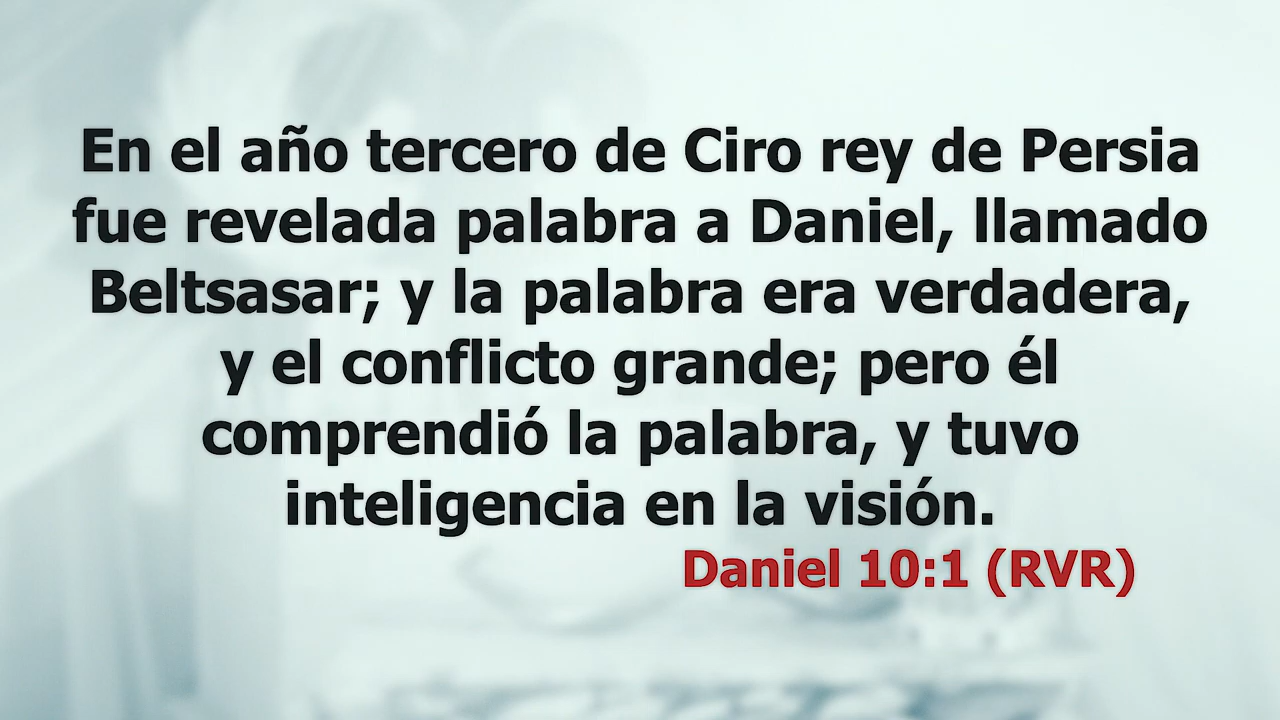 En el año tercero de Ciro rey de Persia
fue revelada palabra a Daniel, llamado
Beltsasar; y la palabra era verdadera,
y el conflicto grande; pero él
comprendió la palabra, y tuvo
inteligencia en la visión.
Daniel 10:1 (RVR)